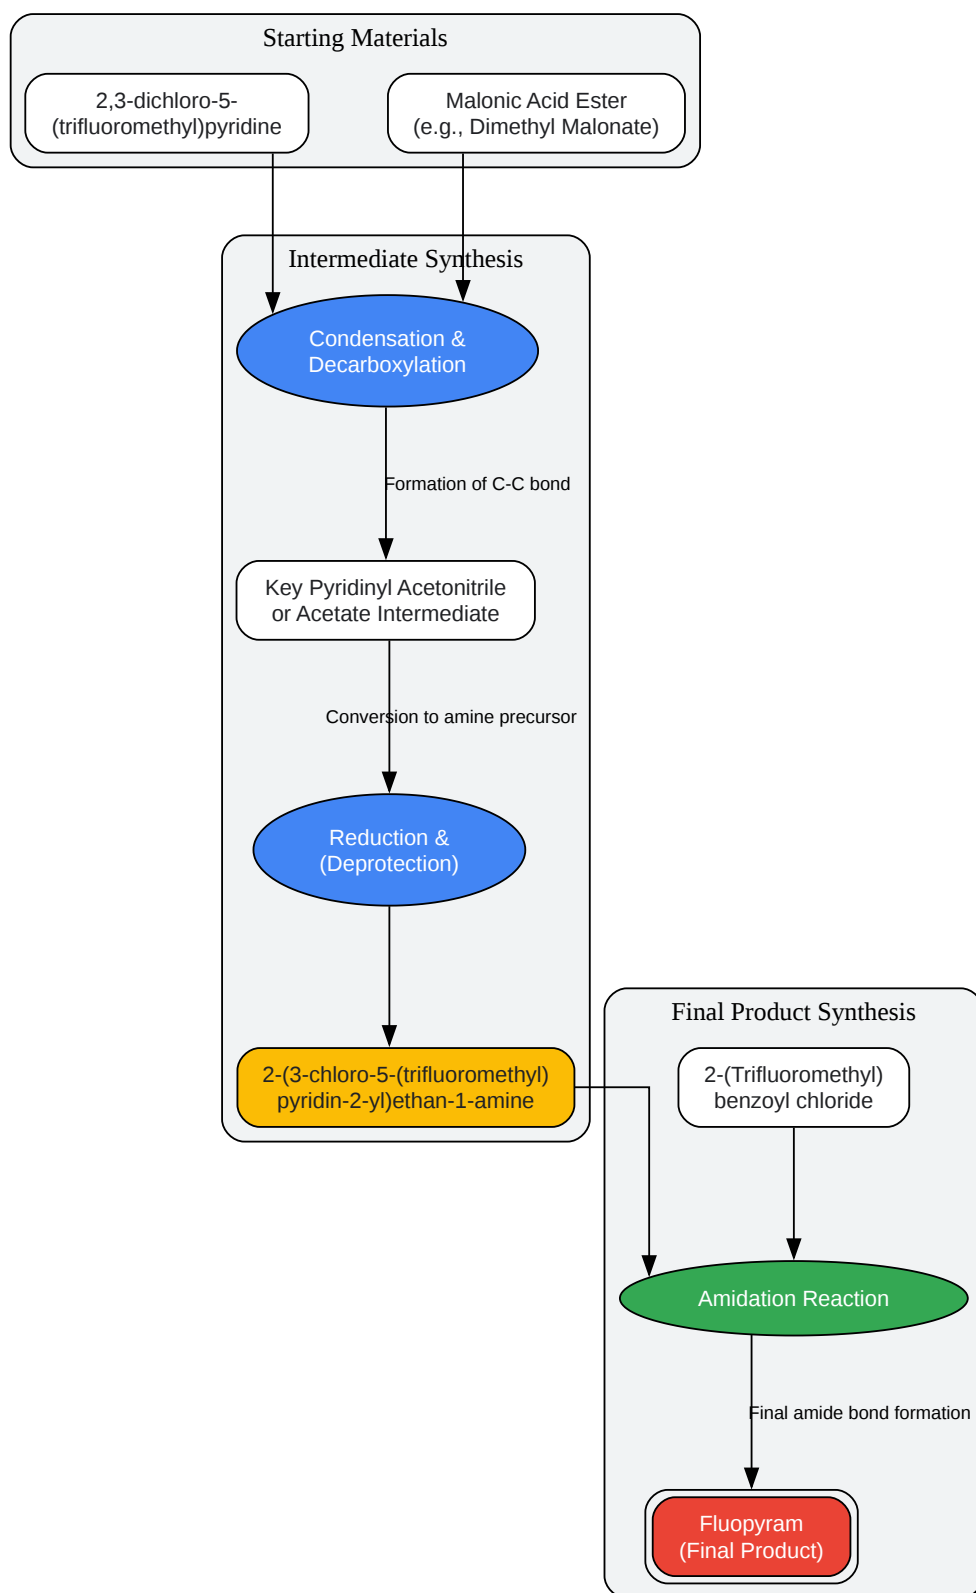 Starting Materials
2,3-dichloro-5-
(trifluoromethyl)pyridine
Malonic Acid Ester
(e.g., Dimethyl Malonate)
Intermediate Synthesis
Condensation &
Decarboxylation
Formation of C-C bond
Key Pyridinyl Acetonitrile
or Acetate Intermediate
Conversion to amine precursor
Reduction &
(Deprotection)
2-(3-chloro-5-(trifluoromethyl)
pyridin-2-yl)ethan-1-amine
Final Product Synthesis
2-(Trifluoromethyl)
benzoyl chloride
Amidation Reaction
Final amide bond formation
Fluopyram
(Final Product)